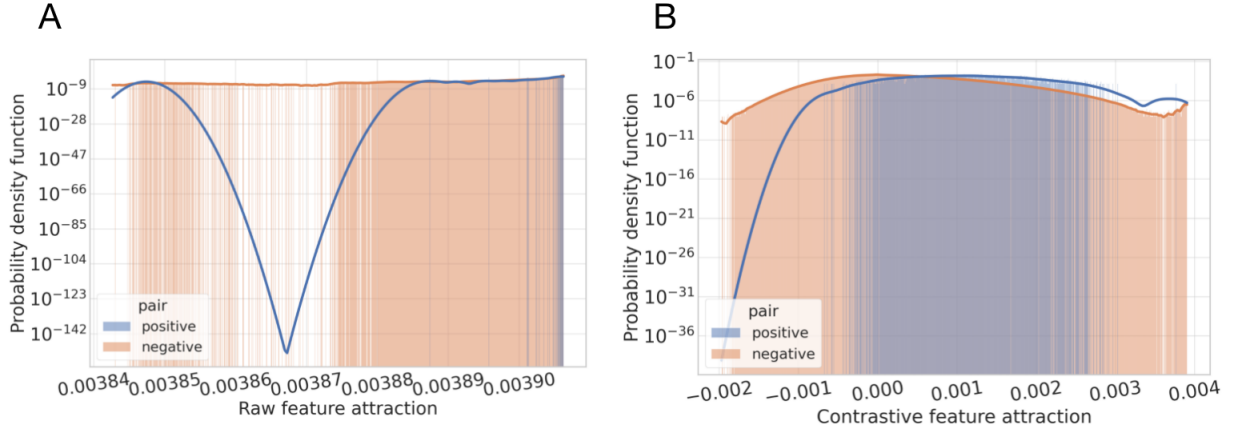 A
B
Probability density function
10^-9
10^-28
10^-47
10^-66
10^-85
10^-104
10^-123
10^-142
pair
positive
negative
0.00384 0.00385 0.00386 0.00387 0.00388 0.00389 0.00390
Raw feature attraction
Probability density function
10^-1
10^-6
10^-11
10^-16
10^-21
10^-26
10^-31
10^-36
pair
positive
negative
−0.002 −0.001 0.000 0.001 0.002 0.003 0.004
Contrastive feature attraction